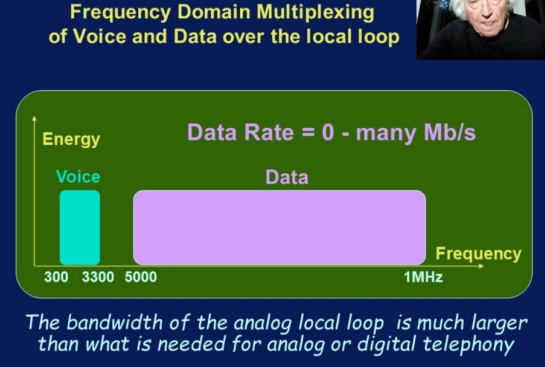 Frequency Domain Multiplexing
of Voice and Data over the local loop
Energy
Data Rate = 0 - many Mb/s
Voice
Data
Frequency
300 3300 5000 1MHz
The bandwidth of the analog local loop is much larger
than what is needed for analog or digital telephony